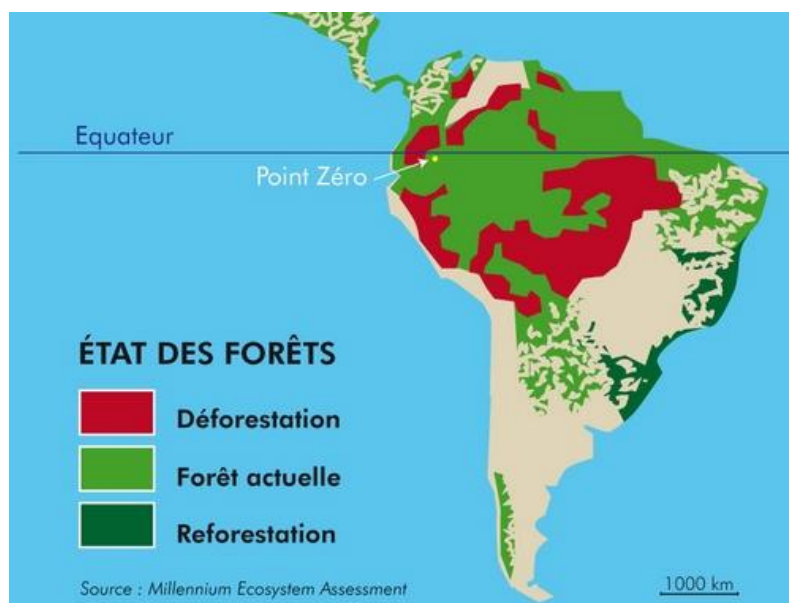 Equateur
Point Zéro
ÉTAT DES FORÊTS
Déforestation
Forêt actuelle
Reforestation
Source : Millennium Ecosystem Assessment
1000 km